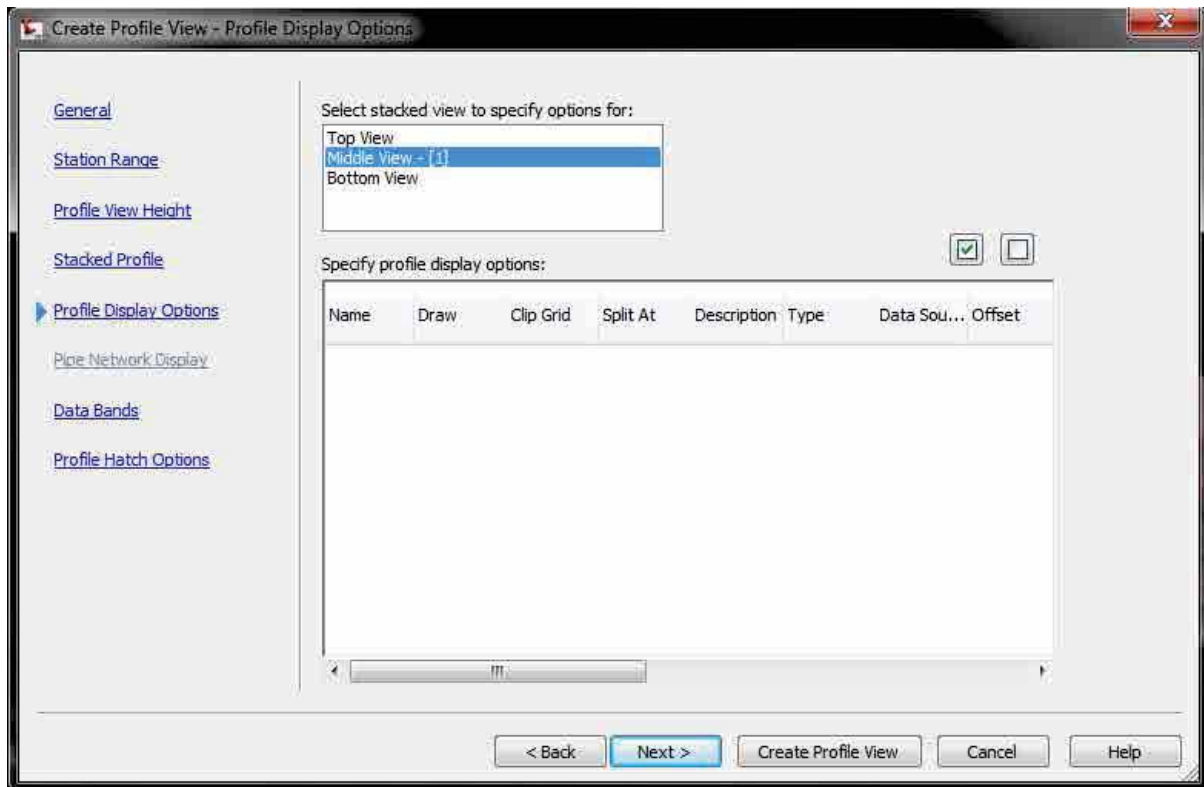 Create Profile View - Profile Display Options
General
Station Range
Profile View Height
Stacked Profile
Profile Display Options
Pipe Network Display
Data Bands
Profile Hatch Options
Select stacked view to specify options for:
Top View
Middle View - [1]
Bottom View
Specify profile display options:
Name Draw Clip Grid Split At Description Type Data Sou... Offset
< Back Next > Create Profile View Cancel Help